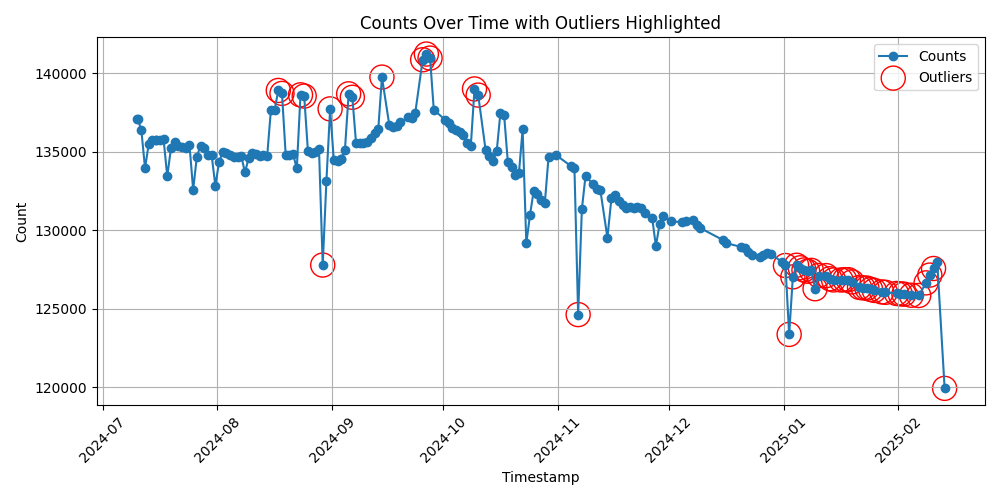 Counts Over Time with Outliers Highlighted
Counts
Outliers
Count
140000
135000
130000
125000
120000
2024-07
2024-08
2024-09
2024-10
2024-11
2024-12
2025-01
2025-02
Timestamp